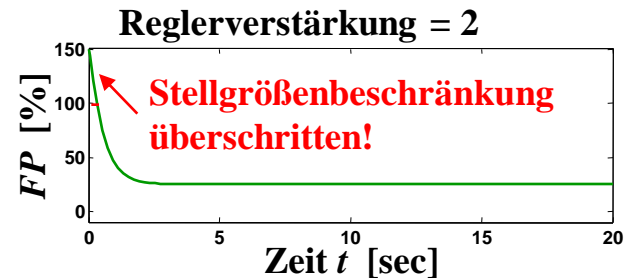 Reglerverstärkung = 2
150
100
50
0
FP [%]
Stellgrößenbeschränkung
überschritten!
0 5 10 15 20
Zeit t [sec]